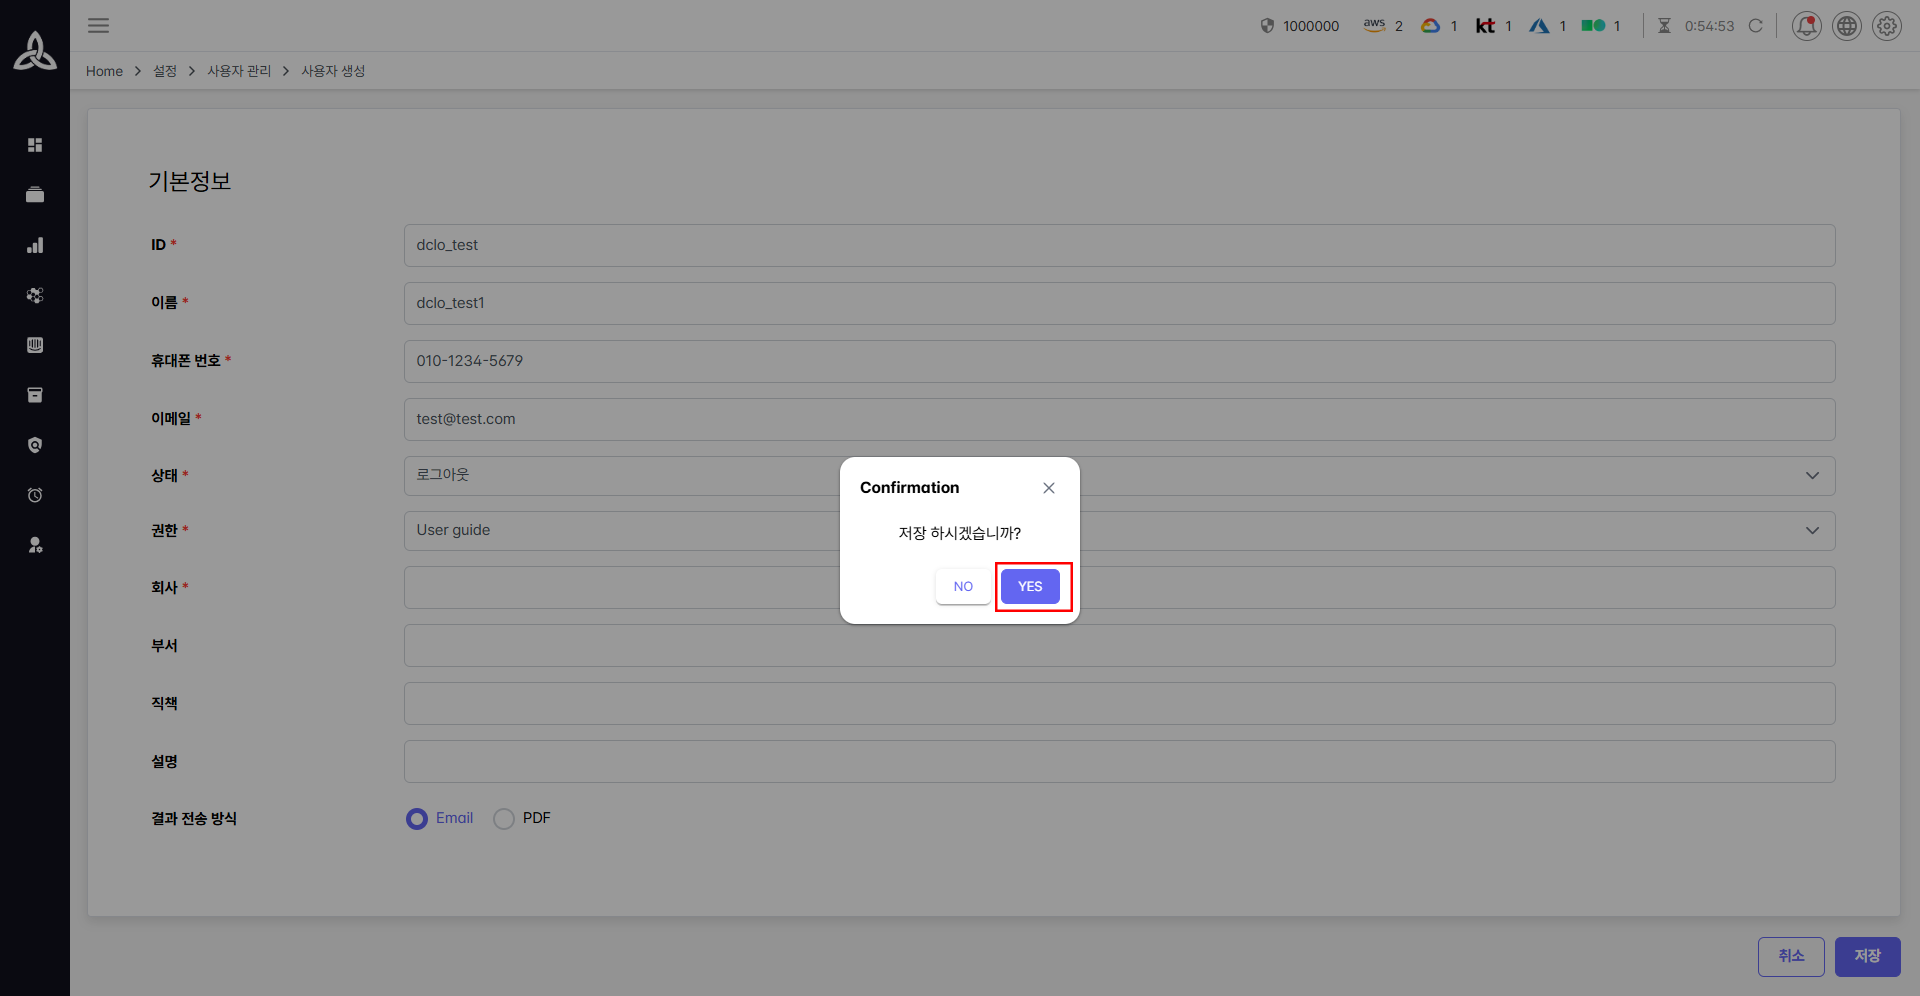 1000000 aws 2 1 kt 1 1 1 0:54:53
Home > 설정 > 사용자 관리 > 사용자 생성
기본정보
ID * dclo_test
이름 * dclo_test1
휴대폰 번호 * 010-1234-5679
이메일 * test@test.com
상태 * 로그아웃
권한 * User guide
회사 *
부서
직책
설명
결과 전송 방식 Email PDF
Confirmation
저장 하시겠습니까?
NO YES
취소 저장